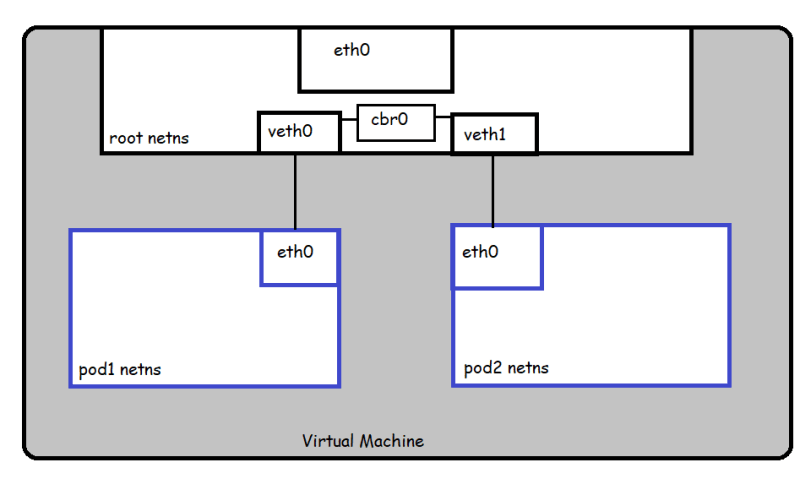 eth0
cbr0
veth0
veth1
root netns
eth0
eth0
pod1 netns
pod2 netns
Virtual Machine